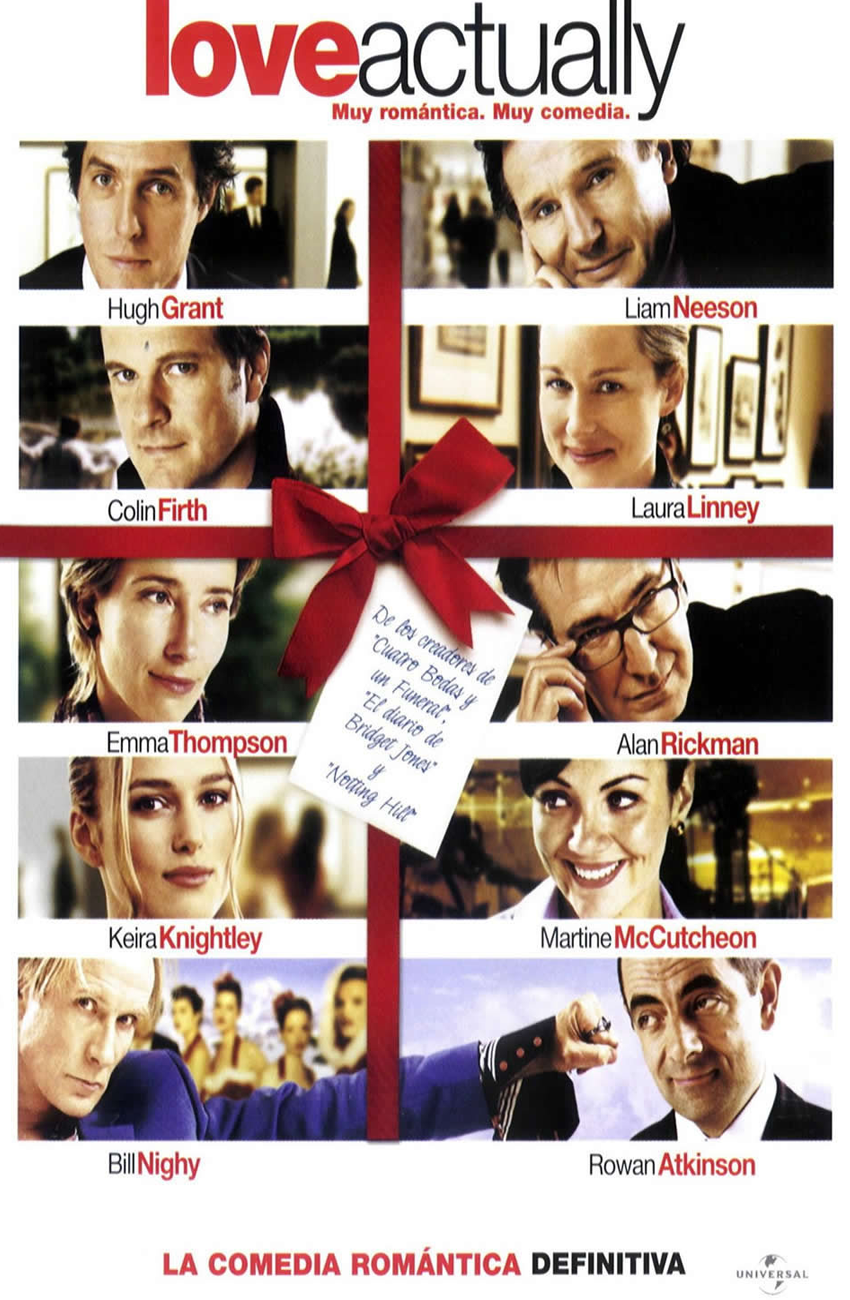 loveactually
Muy romántica. Muy comedia.
HughGrant
LiamNeeson
ColinFirth
LauraLinney
EmmaThompson
AlanRickman
De los creadores de
"Cuatro Bodas y
un Funeral",
"El diario de
Bridget Jones"
y
"Notting Hill"
KeiraKnightley
MartineMcCutcheon
BillNighy
RowanAtkinson
LA COMEDIA ROMÁNTICA DEFINITIVA
UNIVERSAL